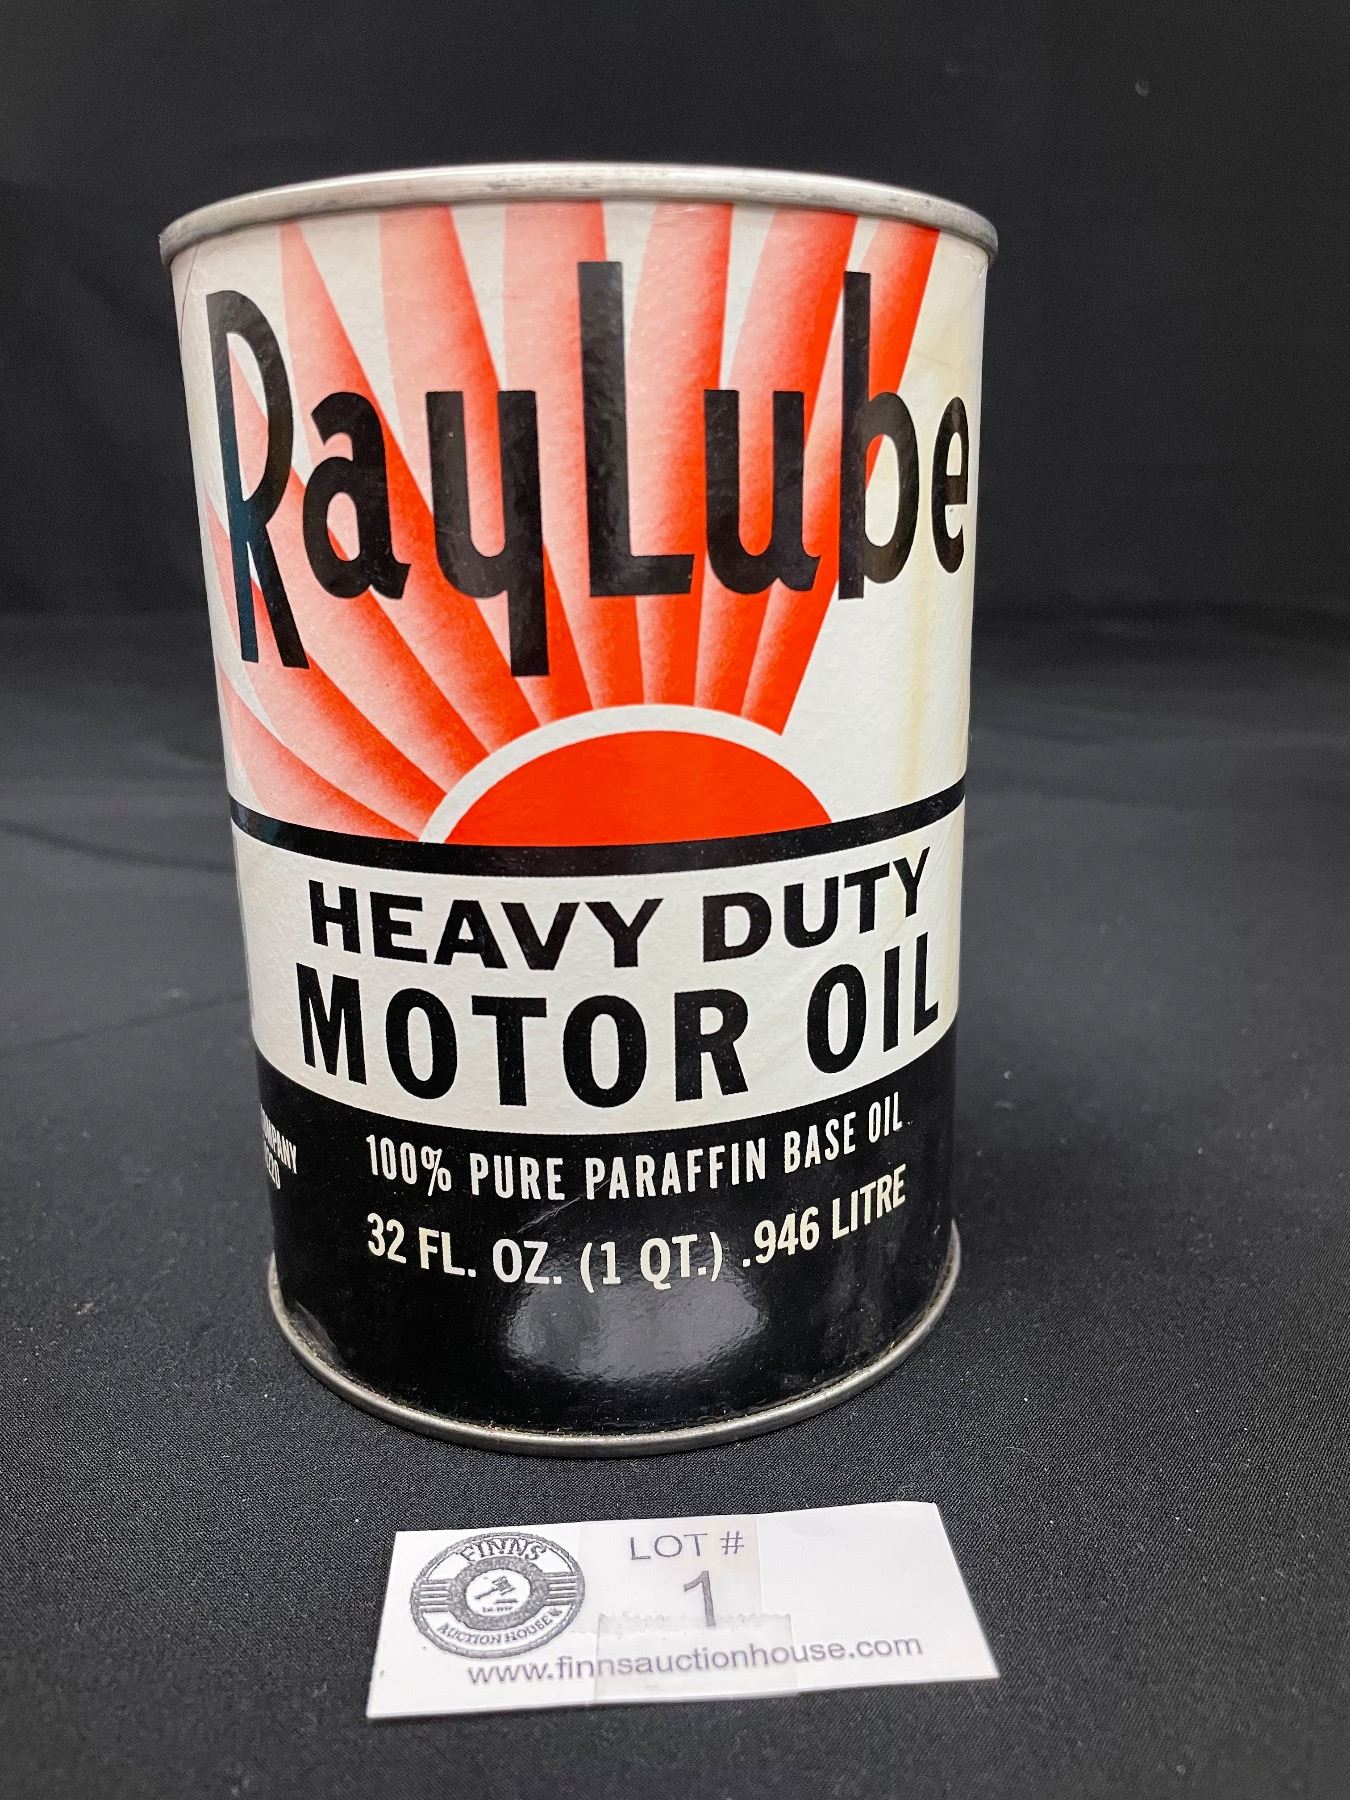 RayLube
HEAVY DUTY
MOTOR OIL
100% PURE PARAFFIN BASE OIL
32 FL. OZ. (1 QT.) .946 LITRE
FINNS
AUCTION HOUSE
LOT #
1
www.finnsauctionhouse.com